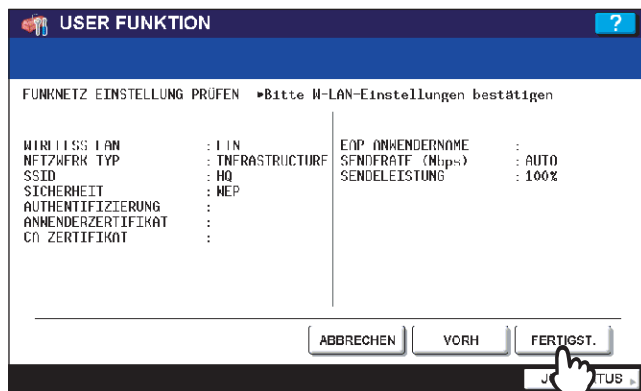 USER FUNKTION
?
FUNKNETZ EINSTELLUNG PRÜFEN ►Bitte W-LAN-Einstellungen bestätigen
WIRELESS LAN : EIN
NETZWERK TYP : INFRASTRUCTURE
SSID : HQ
SICHERHEIT : WEP
AUTHENTIFIZIERUNG :
ANWENDERZERTIFIKAT :
CA ZERTIFIKAT :
EAP ANWENDERNAME :
SENDERATE (Mbps) : AUTO
SENDELEISTUNG : 100%
ABBRECHEN
VORH
FERTIGST.